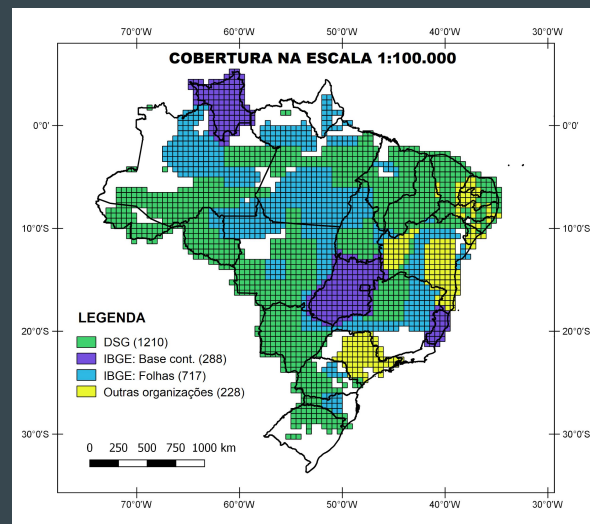 70°0'W 60°0'W 50°0'W 40°0'W 30°0'W
COBERTURA NA ESCALA 1:100.000
0°0' 0°0'
10°0'S 10°0'S
20°0'S 20°0'S
30°0'S 30°0'S
LEGENDA
DSG (1210)
IBGE: Base cont. (288)
IBGE: Folhas (717)
Outras organizações (228)
0 250 500 750 1000 km
70°0'W 60°0'W 50°0'W 40°0'W 30°0'W